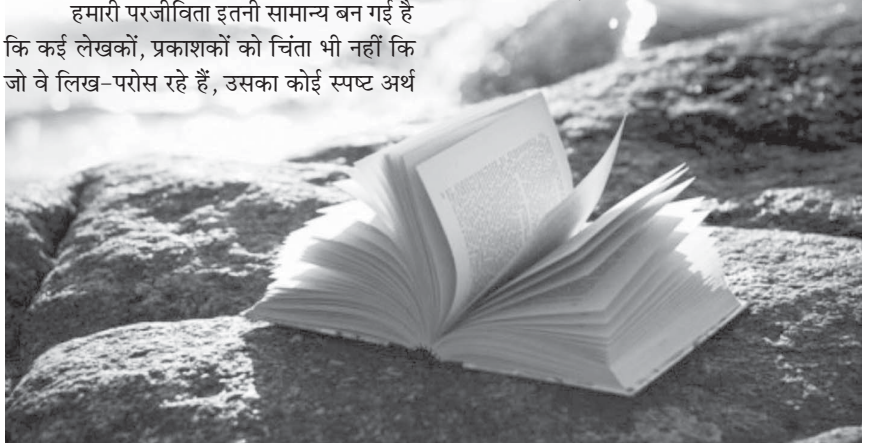 हमारी परजीविता इतनी सामान्य बन गई है
कि कई लेखकों, प्रकाशकों को चिंता भी नहीं कि
जो वे लिख-परोस रहे हैं, उसका कोई स्पष्ट अर्थ